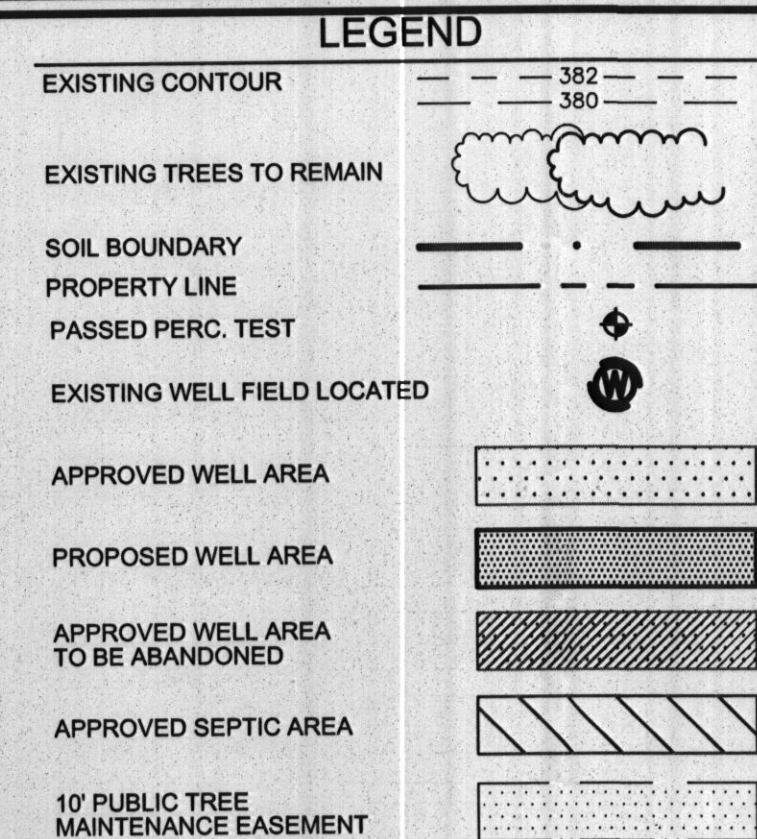 LEGEND
EXISTING CONTOUR
382
380
EXISTING TREES TO REMAIN
SOIL BOUNDARY
PROPERTY LINE
PASSED PERC. TEST
EXISTING WELL FIELD LOCATED
W
APPROVED WELL AREA
PROPOSED WELL AREA
APPROVED WELL AREA
TO BE ABANDONED
APPROVED SEPTIC AREA
10' PUBLIC TREE
MAINTENANCE EASEMENT